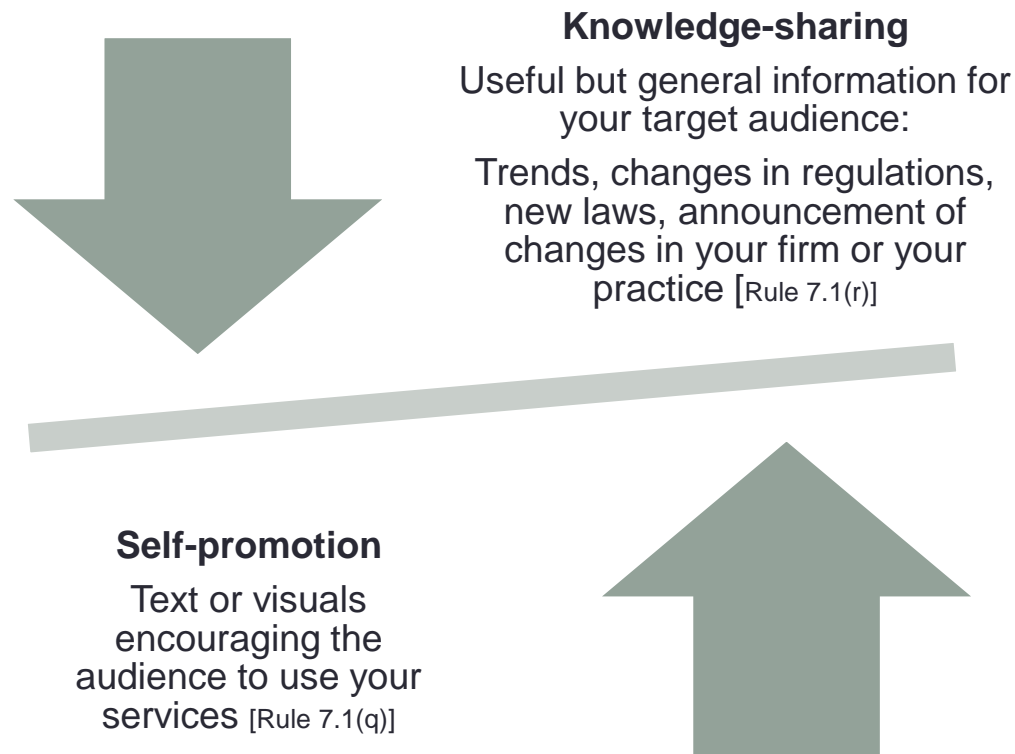 Knowledge-sharing
Useful but general information for
your target audience:
Trends, changes in regulations,
new laws, announcement of
changes in your firm or your
practice [Rule 7.1(r)]
Self-promotion
Text or visuals
encouraging the
audience to use your
services [Rule 7.1(q)]